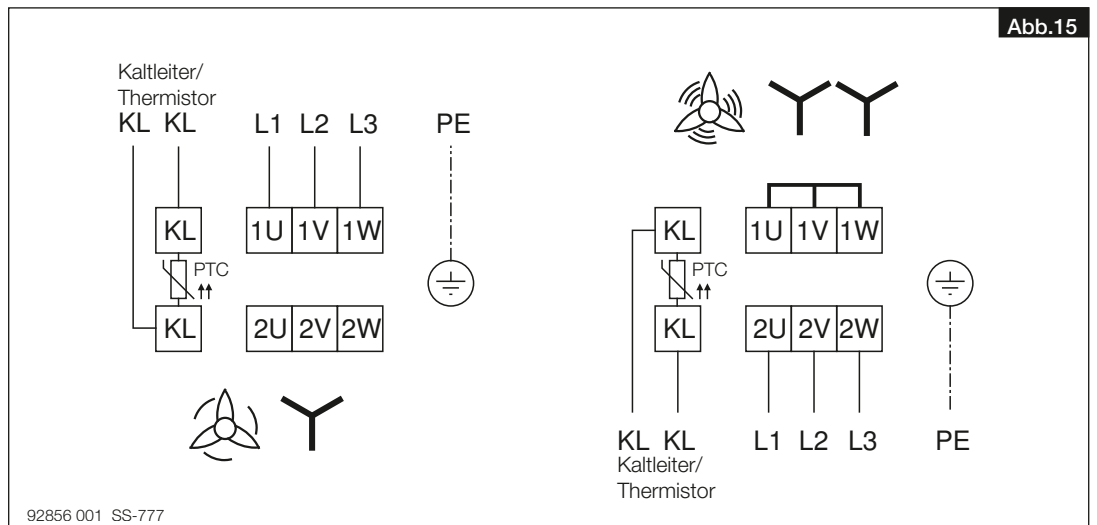 Abb.15
Kaltleiter/
Thermistor
KL KL L1 L2 L3 PE
KL 1U 1V 1W
PTC
KL 2U 2V 2W
KL 1U 1V 1W
PTC
KL 2U 2V 2W
KL KL L1 L2 L3 PE
Kaltleiter/
Thermistor
92856 001 SS-777